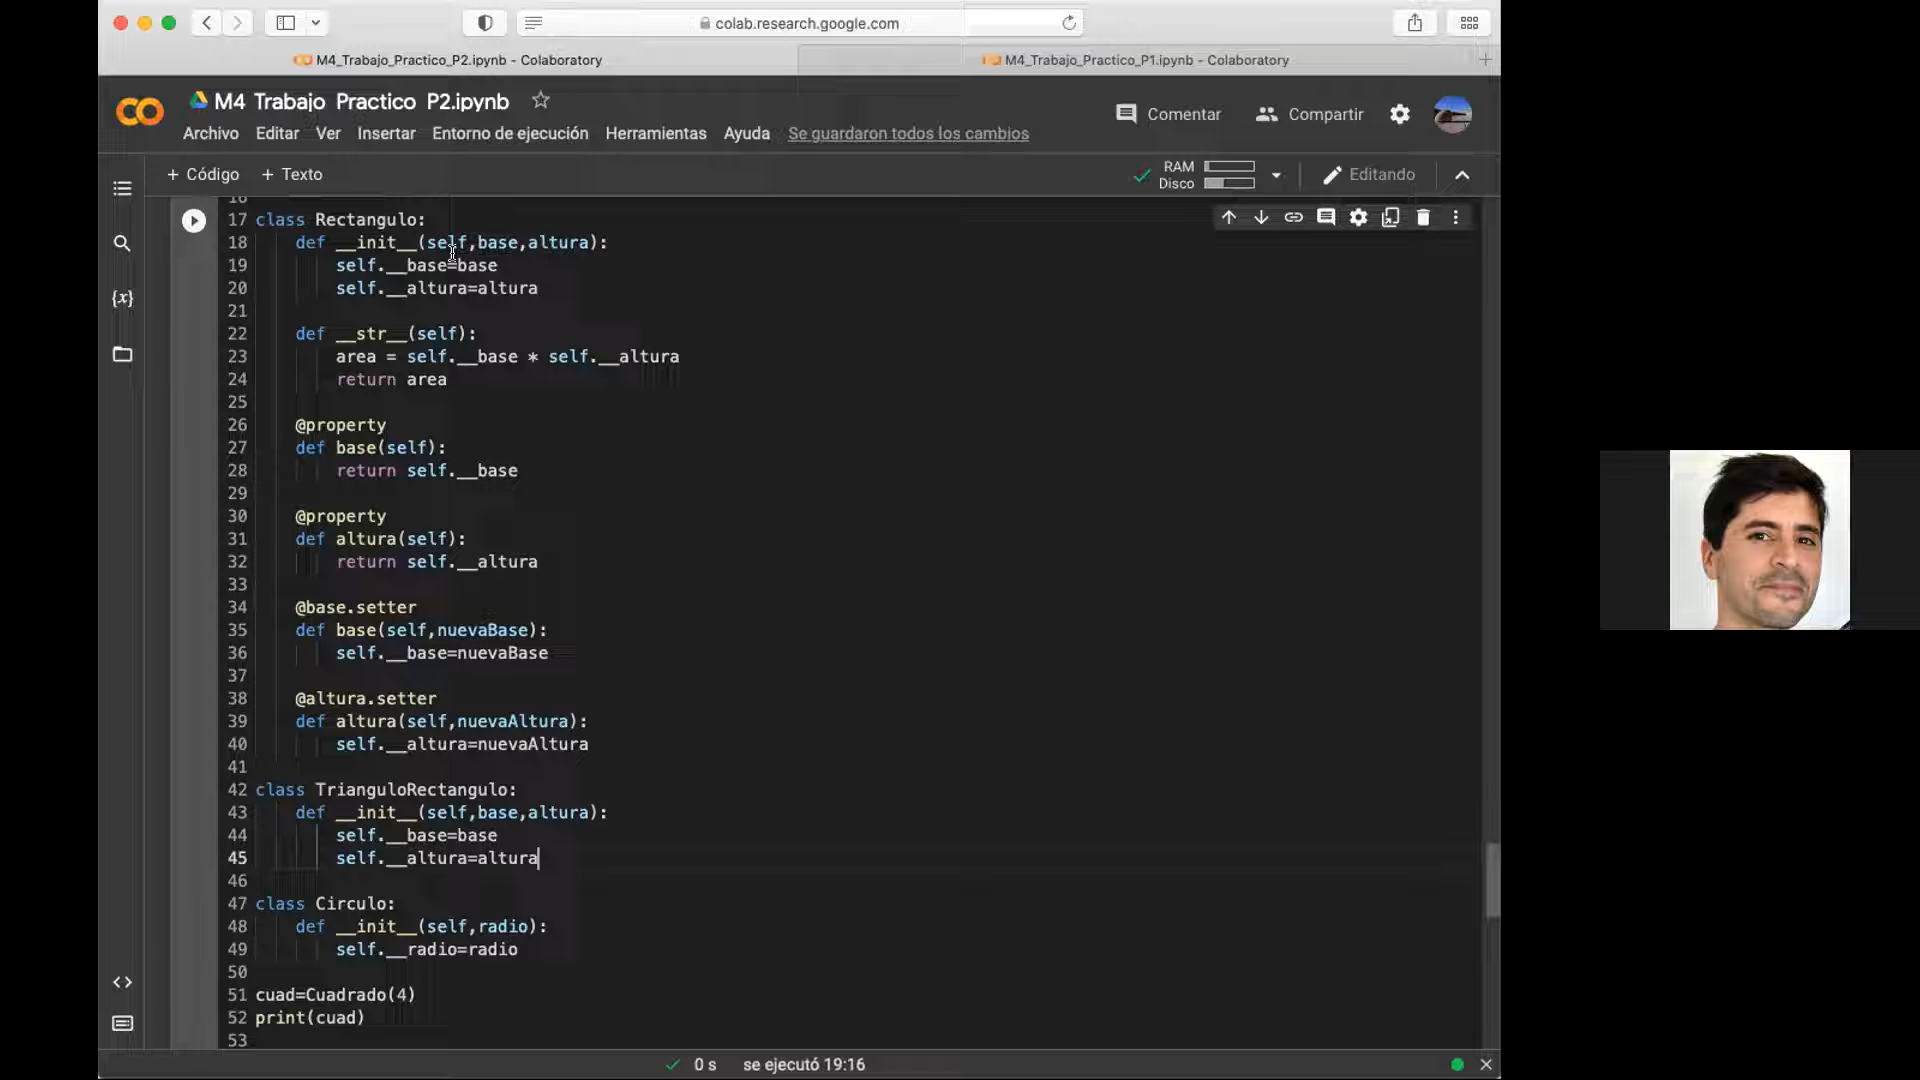 colab.research.google.com
M4_Trabajo_Practico_P2.ipynb - Colaboratory
M4_Trabajo_Practico_P1.ipynb - Colaboratory
M4 Trabajo Practico P2.ipynb
Comentar
Compartir
Archivo Editar Ver Insertar Entorno de ejecución Herramientas Ayuda Se guardaron todos los cambios
+ Código + Texto
RAM
Disco
Editando
16
17 class Rectangulo:
18 def __init__(self,base,altura):
19 self.__base=base
20 self.__altura=altura
21
22 def __str__(self):
23 area = self.__base * self.__altura
24 return area
25
26 @property
27 def base(self):
28 return self.__base
29
30 @property
31 def altura(self):
32 return self.__altura
33
34 @base.setter
35 def base(self,nuevaBase):
36 self.__base=nuevaBase
37
38 @altura.setter
39 def altura(self,nuevaAltura):
40 self.__altura=nuevaAltura
41
42 class TrianguloRectangulo:
43 def __init__(self,base,altura):
44 self.__base=base
45 self.__altura=altura
46
47 class Circulo:
48 def __init__(self,radio):
49 self.__radio=radio
50
51 cuad=Cuadrado(4)
52 print(cuad)
53
{x}
<>
0 s se ejecutó 19:16